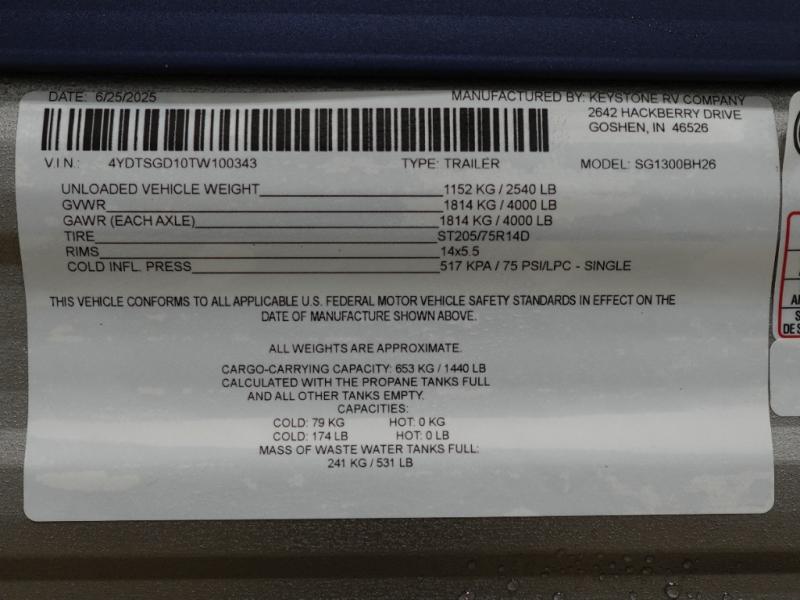 DATE: 6/25/2025
MANUFACTURED BY: KEYSTONE RV COMPANY
2642 HACKBERRY DRIVE
GOSHEN, IN 46526
V.I.N.: 4YDTSGD10TW100343 TYPE: TRAILER MODEL: SG1300BH26
UNLOADED VEHICLE WEIGHT 1152 KG / 2540 LB
GVWR 1814 KG / 4000 LB
GAWR (EACH AXLE) 1814 KG / 4000 LB
TIRE ST205/75R14D
RIMS 14x5.5
COLD INFL. PRESS 517 KPA / 75 PSI/LPC - SINGLE
THIS VEHICLE CONFORMS TO ALL APPLICABLE U.S. FEDERAL MOTOR VEHICLE SAFETY STANDARDS IN EFFECT ON THE
DATE OF MANUFACTURE SHOWN ABOVE.
ALL WEIGHTS ARE APPROXIMATE.
CARGO-CARRYING CAPACITY: 653 KG / 1440 LB
CALCULATED WITH THE PROPANE TANKS FULL
AND ALL OTHER TANKS EMPTY.
CAPACITIES:
COLD: 79 KG HOT: 0 KG
COLD: 174 LB HOT: 0 LB
MASS OF WASTE WATER TANKS FULL:
241 KG / 531 LB